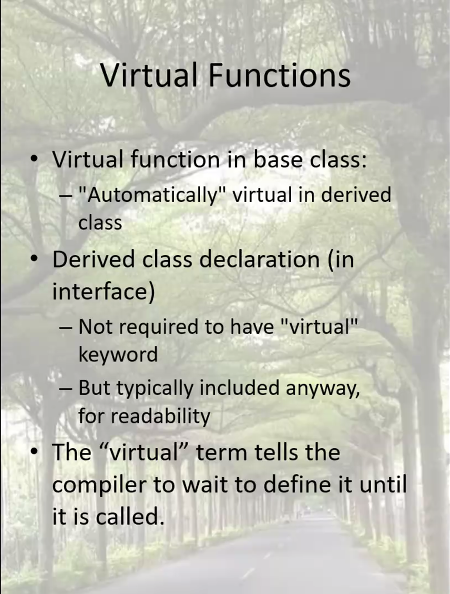 Virtual Functions
• Virtual function in base class:
– "Automatically" virtual in derived
class
• Derived class declaration (in
interface)
– Not required to have "virtual"
keyword
– But typically included anyway,
for readability
• The “virtual” term tells the
compiler to wait to define it until
it is called.